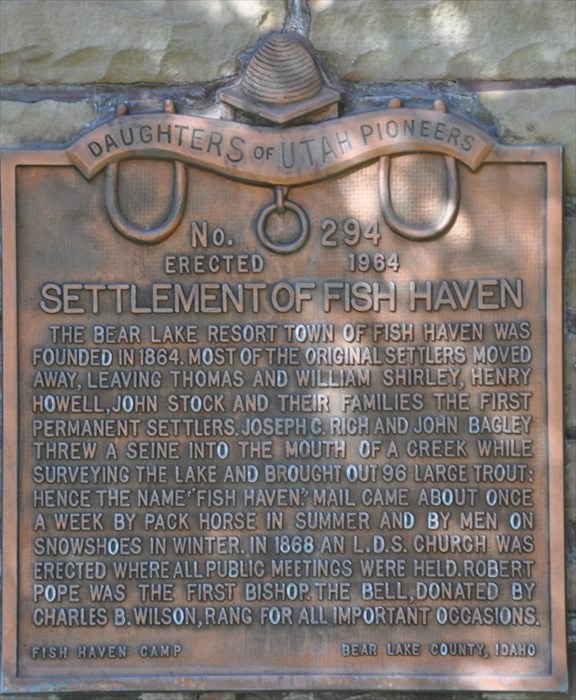 DAUGHTERS OF UTAH PIONEERS
No. 294
ERECTED 1964
SETTLEMENT OF FISH HAVEN
THE BEAR LAKE RESORT TOWN OF FISH HAVEN WAS
FOUNDED IN 1864. MOST OF THE ORIGINAL SETTLERS MOVED
AWAY, LEAVING THOMAS AND WILLIAM SHIRLEY, HENRY
HOWELL, JOHN STOCK AND THEIR FAMILIES THE FIRST
PERMANENT SETTLERS. JOSEPH C. RICH AND JOHN BAGLEY
THREW A SEINE INTO THE MOUTH OF A CREEK WHILE
SURVEYING THE LAKE AND BROUGHT OUT 96 LARGE TROUT;
HENCE THE NAME "FISH HAVEN". MAIL CAME ABOUT ONCE
A WEEK BY PACK HORSE IN SUMMER AND BY MEN ON
SNOWSHOES IN WINTER. IN 1868 AN L.D.S. CHURCH WAS
ERECTED WHERE ALL PUBLIC MEETINGS WERE HELD. ROBERT
POPE WAS THE FIRST BISHOP. THE BELL, DONATED BY
CHARLES B. WILSON, RANG FOR ALL IMPORTANT OCCASIONS.
FISH HAVEN CAMP BEAR LAKE COUNTY, IDAHO